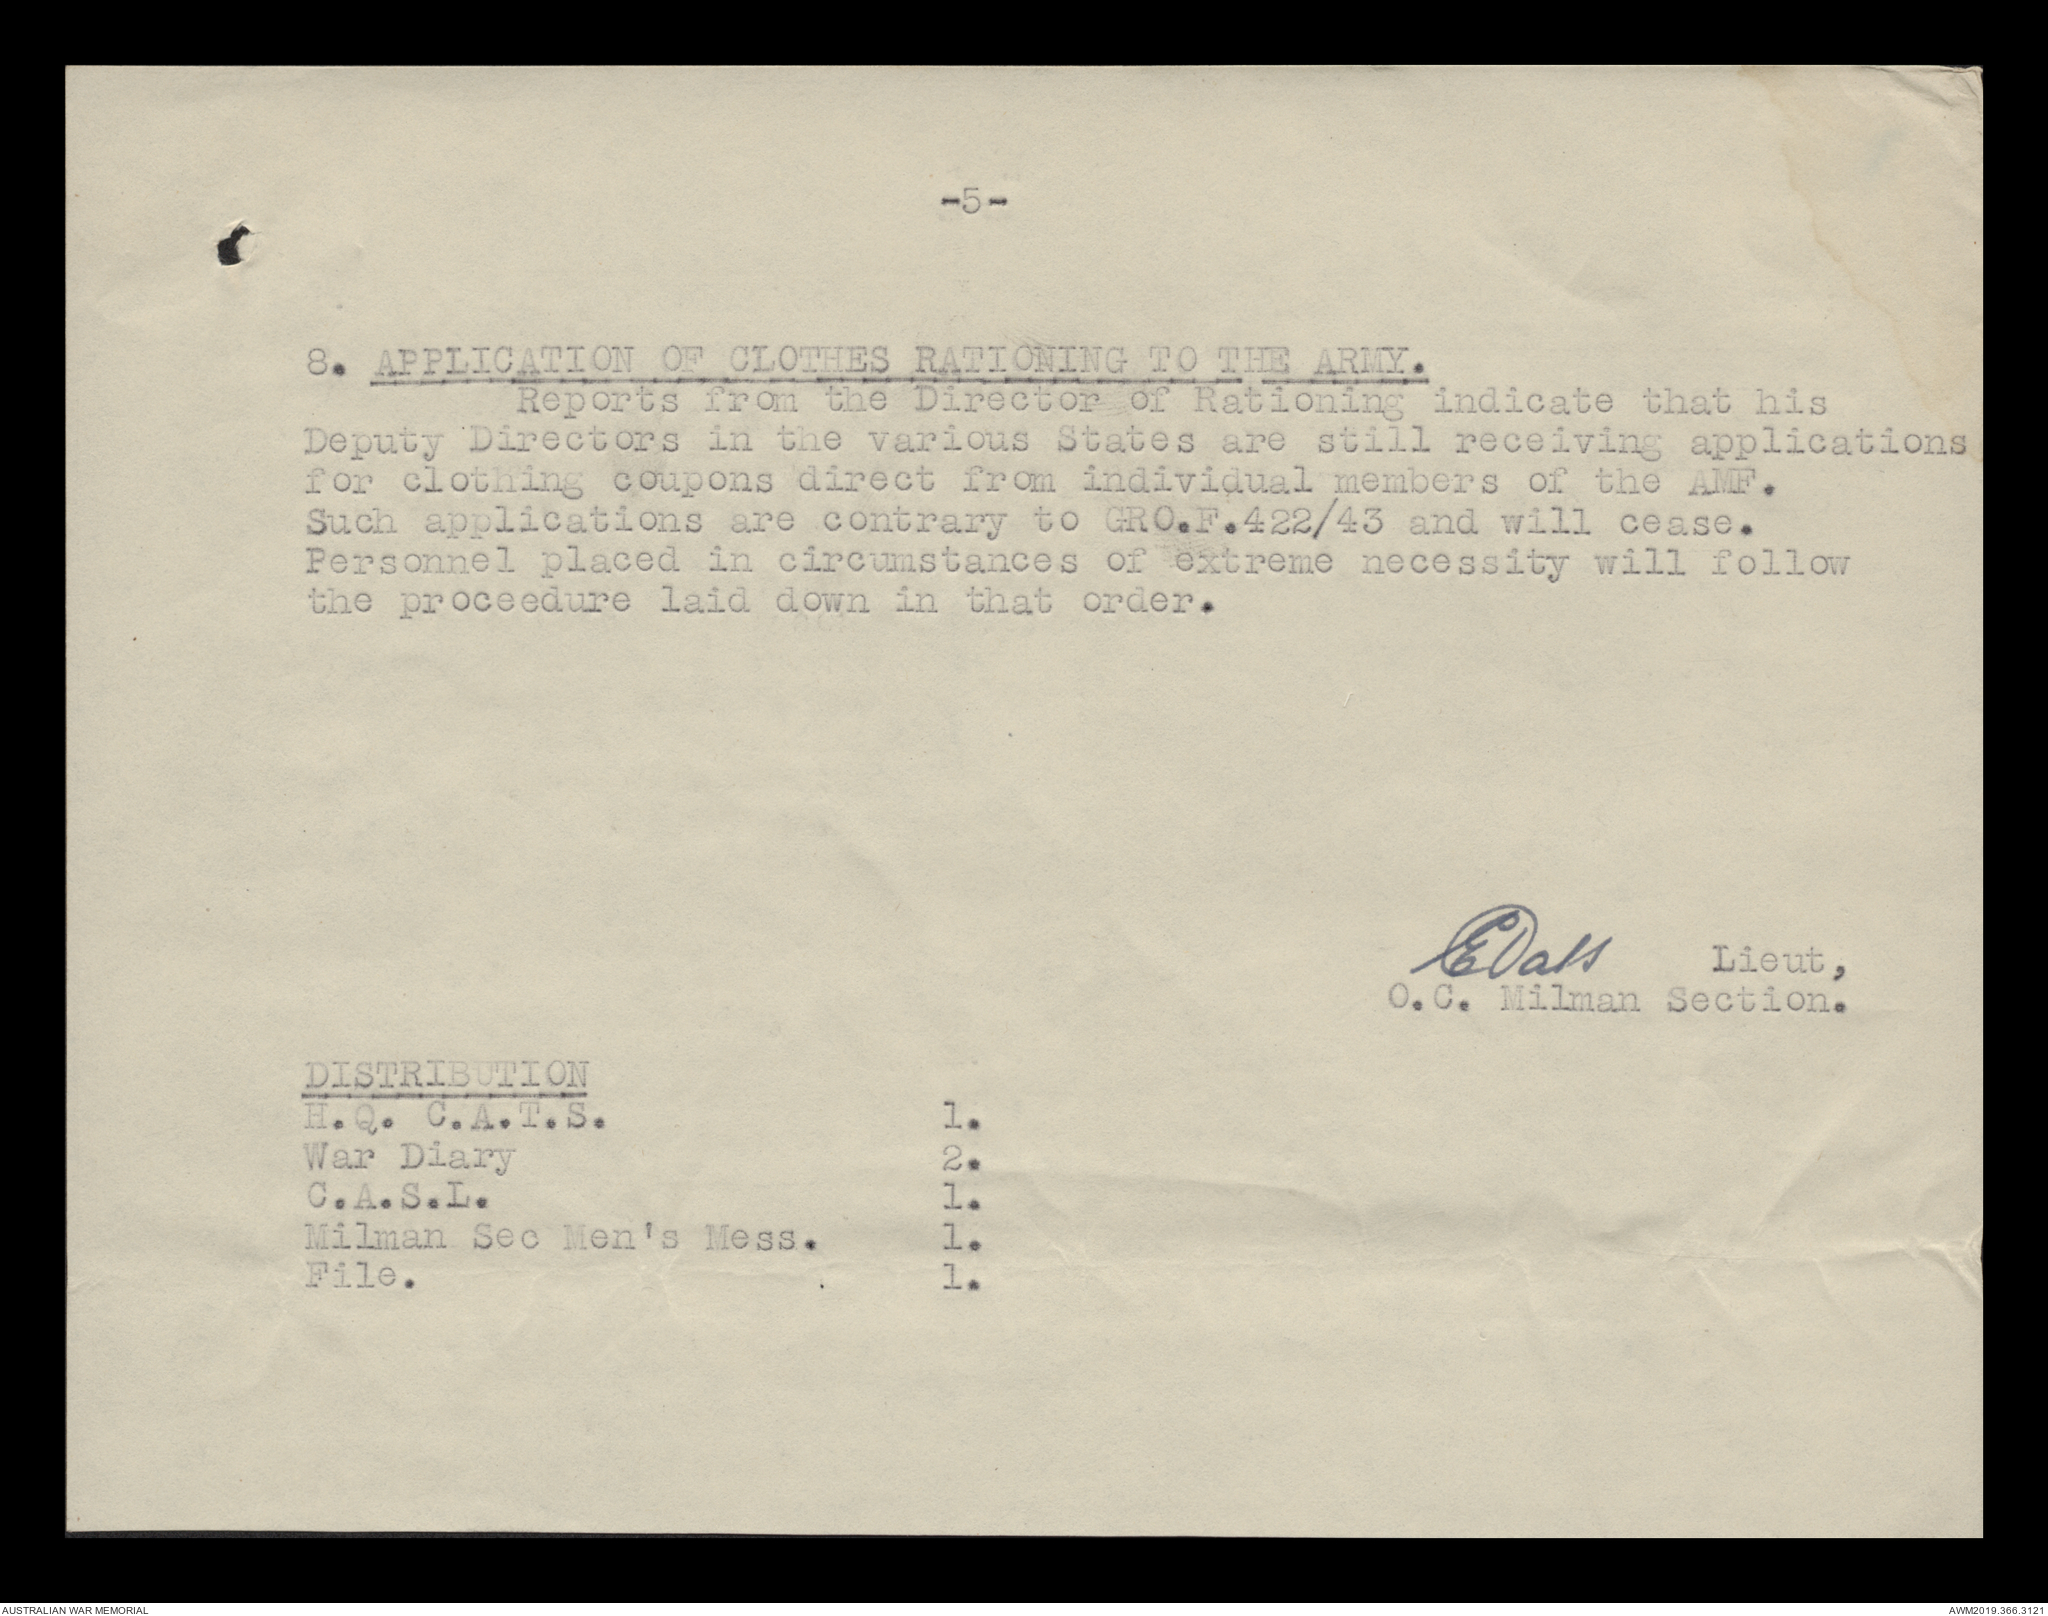 -5-
8. APPLICATION OF CLOTHES RATIONING TO THE ARMY.
Reports from the Director of Rationing indicate that his
Deputy Directors in the various States are still receiving applications
for clothing coupons direct from individual members of the AMF.
Such applications are contrary to GRO.F.422/43 and will cease.
Personnel placed in circumstances of extreme necessity will follow
the proceedure laid down in that order.
Lieut,
O.C. Milman Section.
DISTRIBUTION
H.Q. C.A.T.S. 1.
War Diary 2.
C.A.S.L. 1.
Milman Sec Men's Mess. 1.
File. 1.
AUSTRALIAN WAR MEMORIAL AWM2019.366.3121